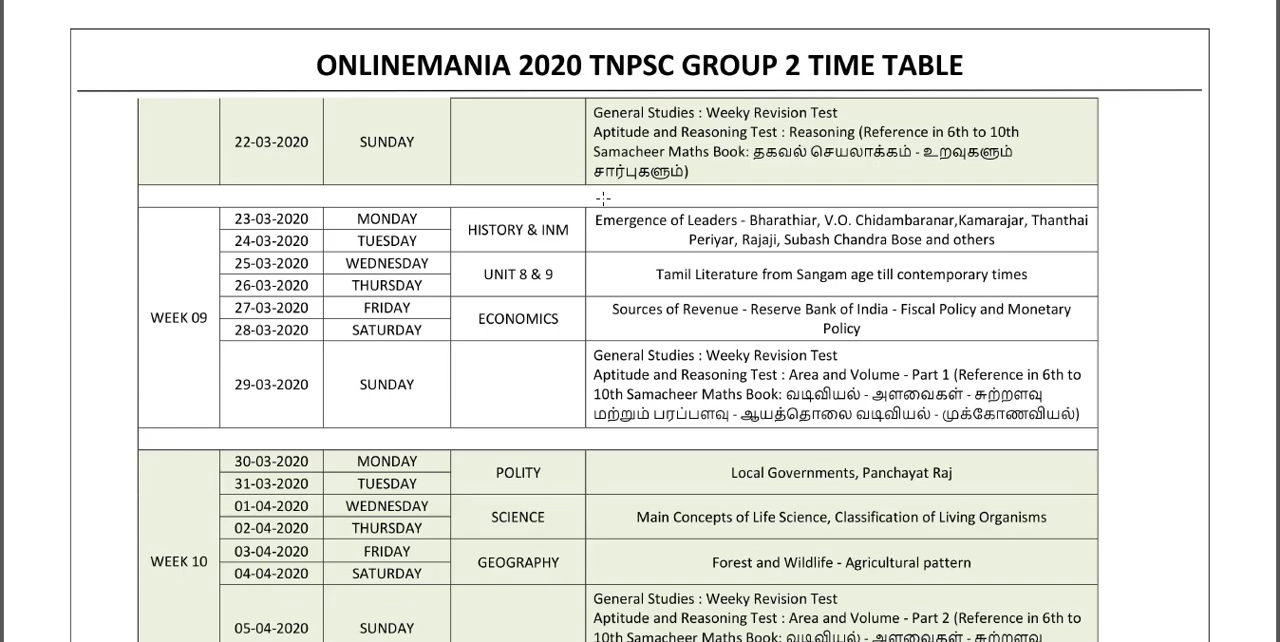 ONLINEMANIA 2020 TNPSC GROUP 2 TIME TABLE
22-03-2020 SUNDAY
General Studies : Weeky Revision Test
Aptitude and Reasoning Test : Reasoning (Reference in 6th to 10th
Samacheer Maths Book: தகவல் செயலாக்கம் - உறவுகளும்
சார்புகளும்)
WEEK 09
23-03-2020 MONDAY
24-03-2020 TUESDAY
HISTORY & INM
Emergence of Leaders - Bharathiar, V.O. Chidambaranar,Kamarajar, Thanthai
Periyar, Rajaji, Subash Chandra Bose and others
25-03-2020 WEDNESDAY
26-03-2020 THURSDAY
UNIT 8 & 9
Tamil Literature from Sangam age till contemporary times
27-03-2020 FRIDAY
28-03-2020 SATURDAY
ECONOMICS
Sources of Revenue - Reserve Bank of India - Fiscal Policy and Monetary
Policy
29-03-2020 SUNDAY
General Studies : Weeky Revision Test
Aptitude and Reasoning Test : Area and Volume - Part 1 (Reference in 6th to
10th Samacheer Maths Book: வடிவியல் - அளவைகள் - சுற்றளவு
மற்றும் பரப்பளவு - ஆயத்தொலை வடிவியல் - முக்கோணவியல்)
WEEK 10
30-03-2020 MONDAY
31-03-2020 TUESDAY
POLITY
Local Governments, Panchayat Raj
01-04-2020 WEDNESDAY
02-04-2020 THURSDAY
SCIENCE
Main Concepts of Life Science, Classification of Living Organisms
03-04-2020 FRIDAY
04-04-2020 SATURDAY
GEOGRAPHY
Forest and Wildlife - Agricultural pattern
05-04-2020 SUNDAY
General Studies : Weeky Revision Test
Aptitude and Reasoning Test : Area and Volume - Part 2 (Reference in 6th to
10th Samacheer Maths Book: வடிவியல் - அளவைகள் - சுற்றளவு